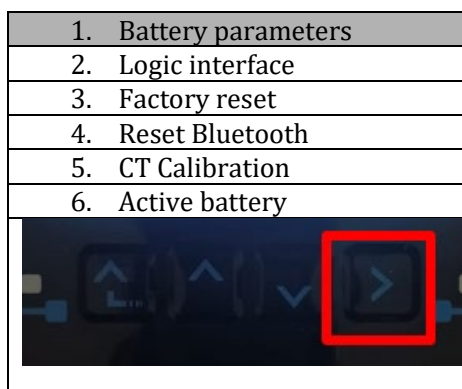 1. Battery parameters
2. Logic interface
3. Factory reset
4. Reset Bluetooth
5. CT Calibration
6. Active battery